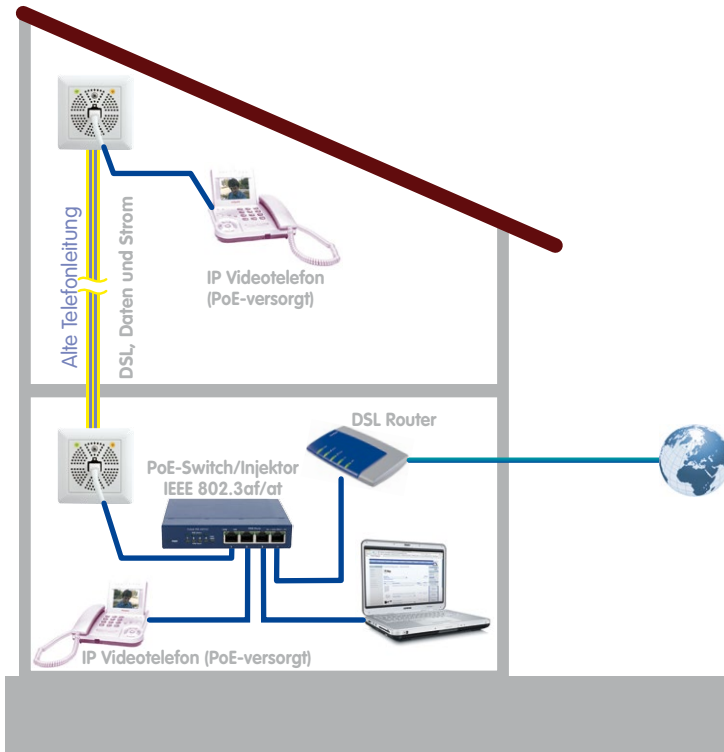 Alte Telefonleitung
DSL, Daten und Strom
IP Videotelefon
(PoE-versorgt)
DSL Router
PoE-Switch/Injektor
IEEE 802.3af/at
IP Videotelefon (PoE-versorgt)